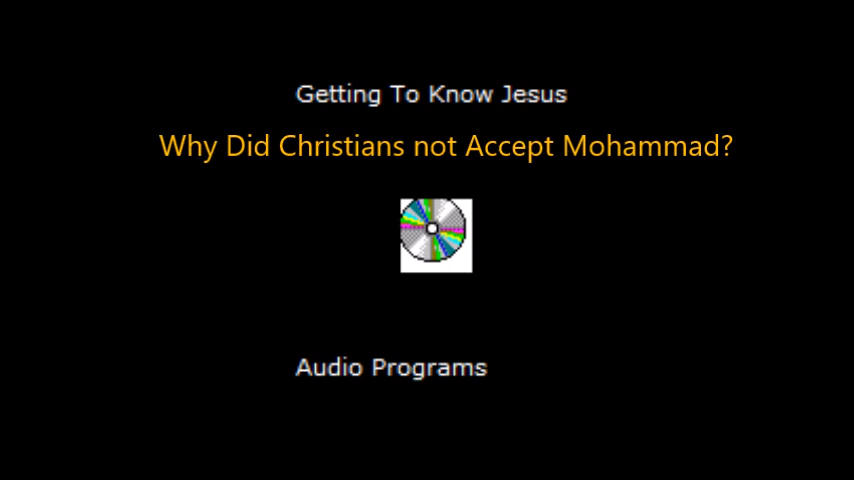 Getting To Know Jesus
Why Did Christians not Accept Mohammad?
Audio Programs